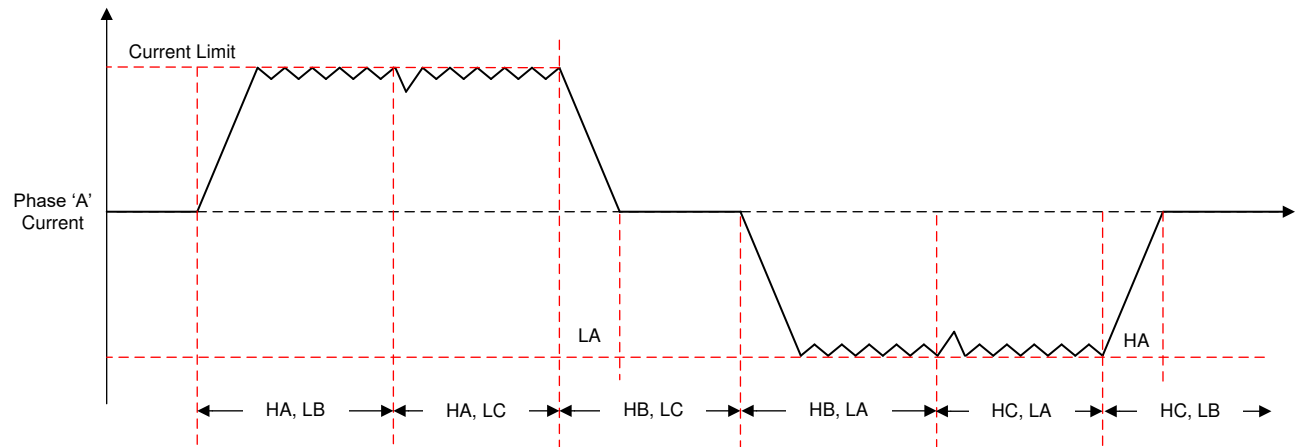 Current Limit
Phase ‘A’
Current
LA
HA
HA, LB
HA, LC
HB, LC
HB, LA
HC, LA
HC, LB